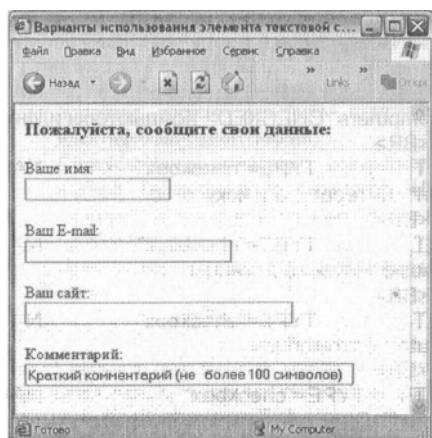 Варианты использования элемента текстовой с...
Файл Правка Вид Избранное Сервис Справка
Назад Links
Пожалуйста, сообщите свои данные:
Ваше имя:
Ваш E-mail:
Ваш сайт:
Комментарий:
Краткий комментарий (не более 100 символов)
Готово My Computer